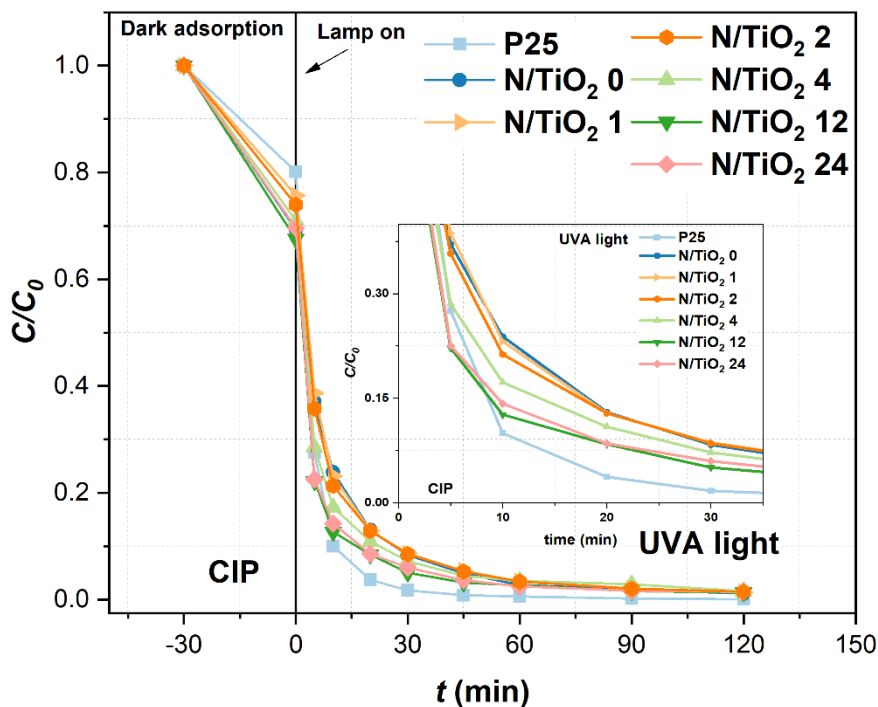 Dark adsorption
Lamp on
P25
N/TiO₂ 0
N/TiO₂ 1
N/TiO₂ 2
N/TiO₂ 4
N/TiO₂ 12
N/TiO₂ 24
C/C₀
1.0
0.8
0.6
0.4
0.2
0.0
CIP
UVA light
-30
0
30
60
90
120
150
t (min)
UVA light
P25
N/TiO₂ 0
N/TiO₂ 1
N/TiO₂ 2
N/TiO₂ 4
N/TiO₂ 12
N/TiO₂ 24
C/C₀
0.30
0.15
0.00
CIP
0
10
20
30
time (min)